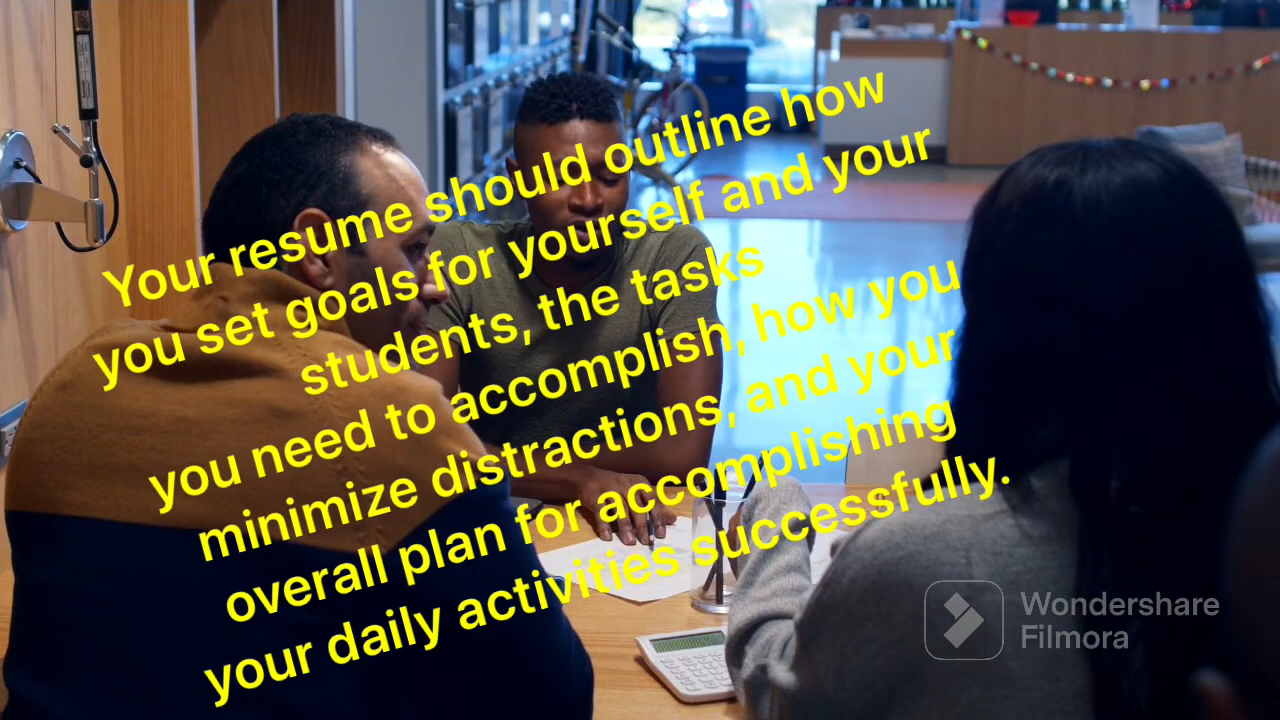 Your resume should outline how
you set goals for yourself and your
students, the tasks
you need to accomplish, how you
minimize distractions, and your
overall plan for accomplishing
your daily activities successfully.
Wondershare
Filmora